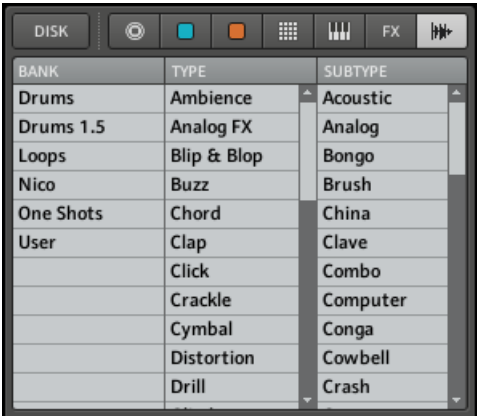 DISK FX
BANK TYPE SUBTYPE
Drums Ambience Acoustic
Drums 1.5 Analog FX Analog
Loops Blip & Blop Bongo
Nico Buzz Brush
One Shots Chord China
User Clap Clave
Click Combo
Crackle Computer
Cymbal Conga
Distortion Cowbell
Drill Crash